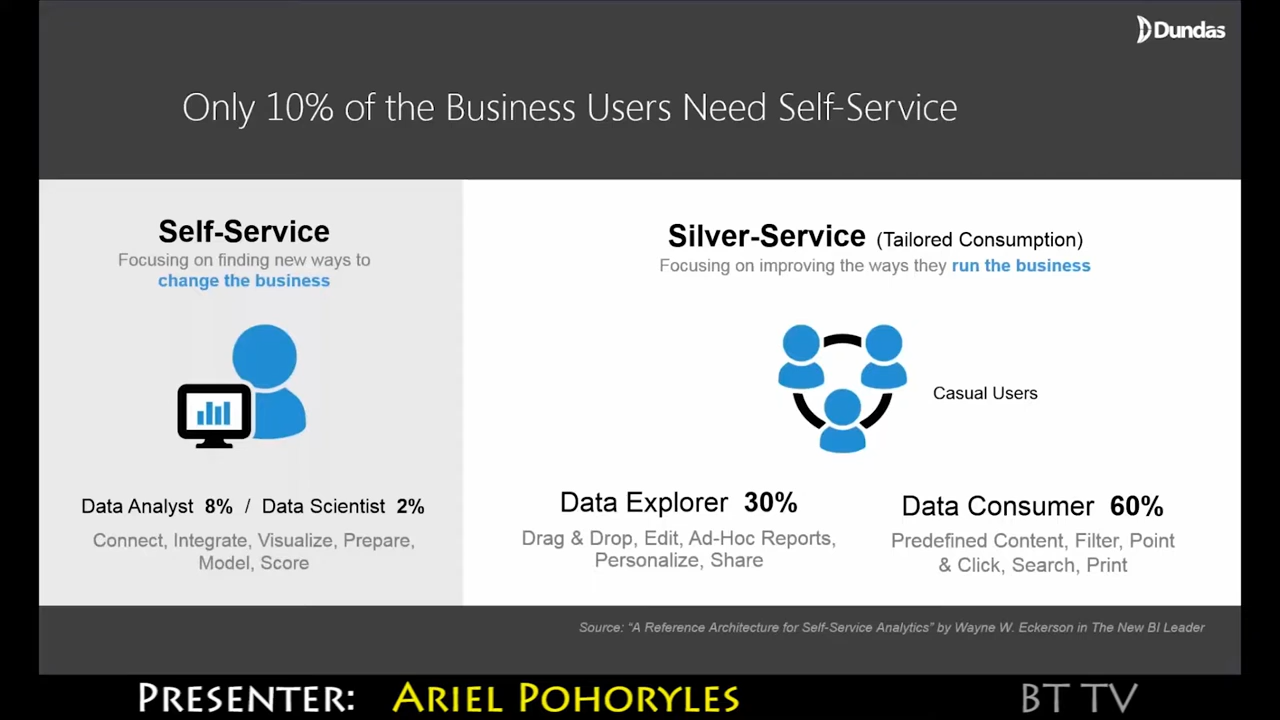 Dundas
Only 10% of the Business Users Need Self-Service
Self-Service
Focusing on finding new ways to
change the business
Data Analyst 8% / Data Scientist 2%
Connect, Integrate, Visualize, Prepare,
Model, Score
Silver-Service (Tailored Consumption)
Focusing on improving the ways they run the business
Casual Users
Data Explorer 30%
Drag & Drop, Edit, Ad-Hoc Reports,
Personalize, Share
Data Consumer 60%
Predefined Content, Filter, Point
& Click, Search, Print
Source: “A Reference Architecture for Self-Service Analytics” by Wayne W. Eckerson in The New BI Leader
PRESENTER: ARIEL POHORYLES
BT TV